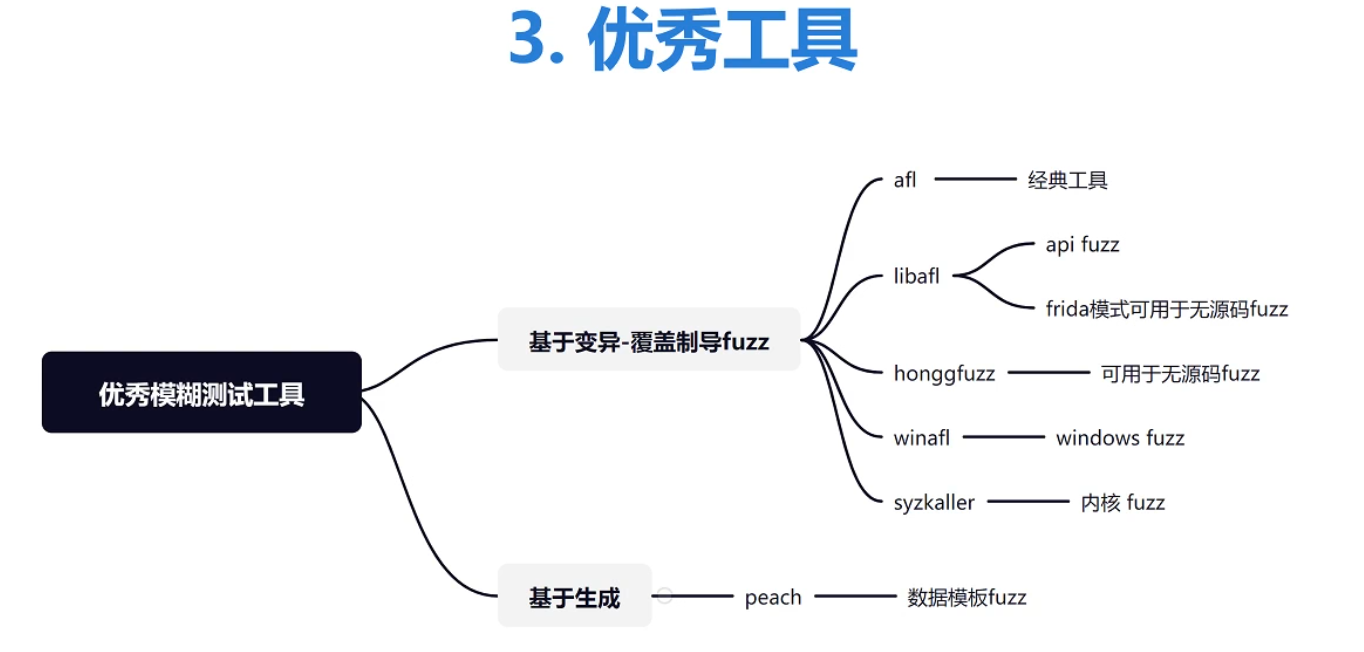 3. 优秀工具
优秀模糊测试工具
基于变异-覆盖制导fuzz
afl
经典工具
libafl
api fuzz
frida模式可用于无源码fuzz
honggfuzz
可用于无源码fuzz
winafl
windows fuzz
syzkaller
内核 fuzz
基于生成
peach
数据模板fuzz